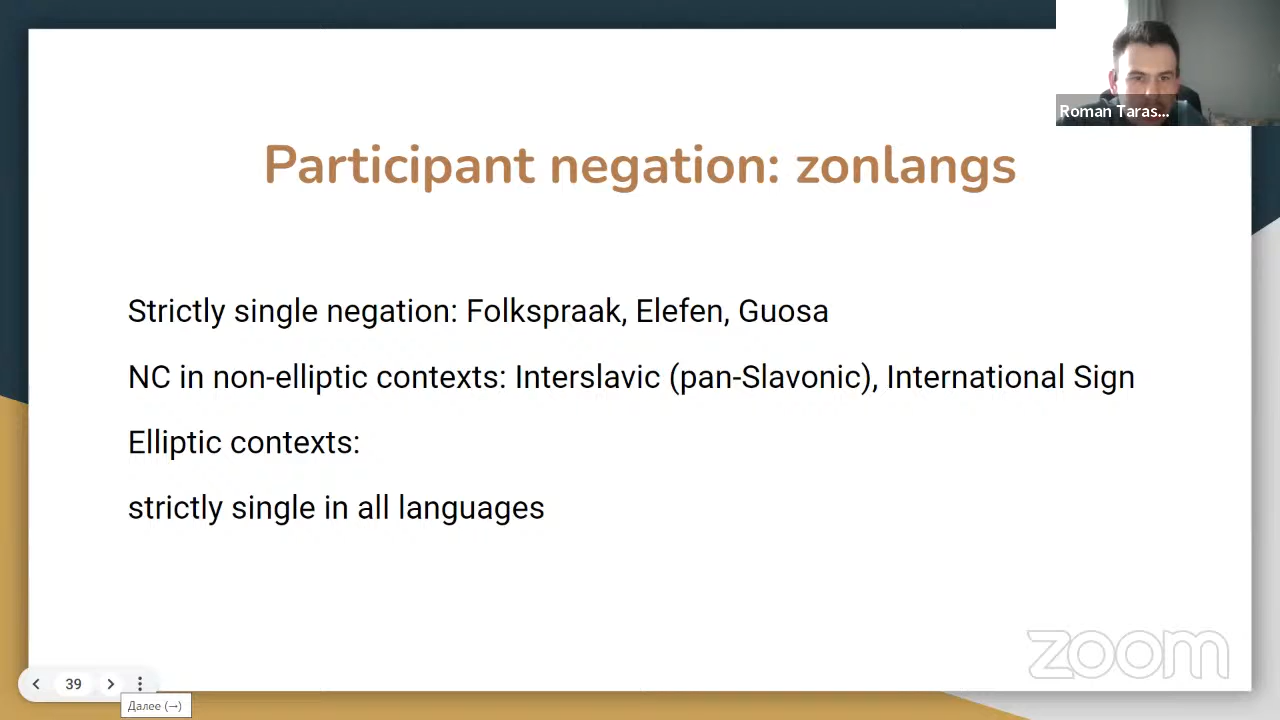 Roman Taras...
Participant negation: zonlangs
Strictly single negation: Folkspraak, Elefen, Guosa
NC in non-elliptic contexts: Interslavic (pan-Slavonic), International Sign
Elliptic contexts:
strictly single in all languages
zoom
39
Далее (→)